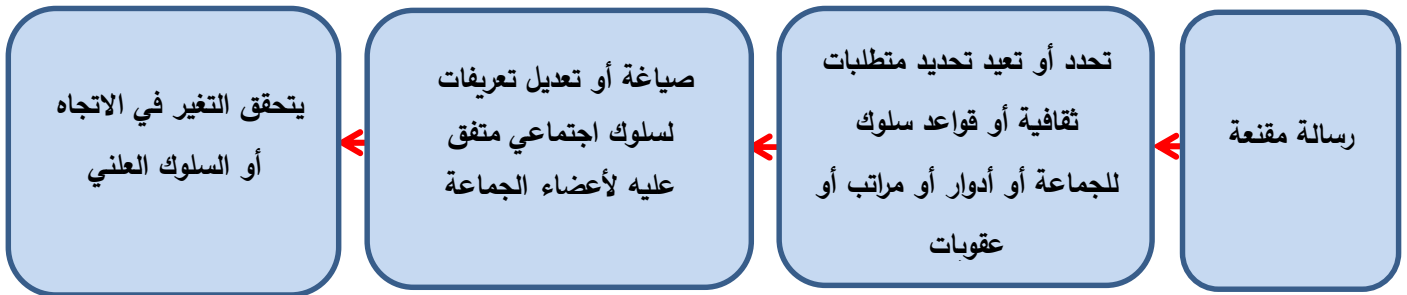 رسالة مقنعة
تحدد أو تعيد تحديد متطلبات
ثقافية أو قواعد سلوك
للجماعة أو أدوار أو مراتب أو
عقوبات
صياغة أو تعديل تعريفات
لسلوك اجتماعي متفق
عليه لأعضاء الجماعة
يتحقق التغير في الاتجاه
أو السلوك العلني